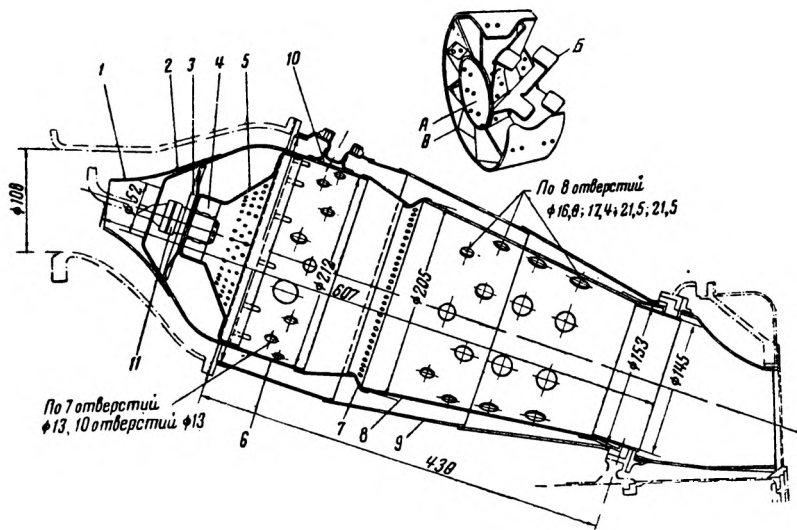 1
2
3
4
5
10
Б
А
В
По 8 отверстий
ф16,8; 17,4; 21,5; 21,5
ф108
ф52
ф212
607
ф205
ф153
ф145
11
По 7 отверстий
ф13, 10 отверстий ф13
6
7
8
9
438